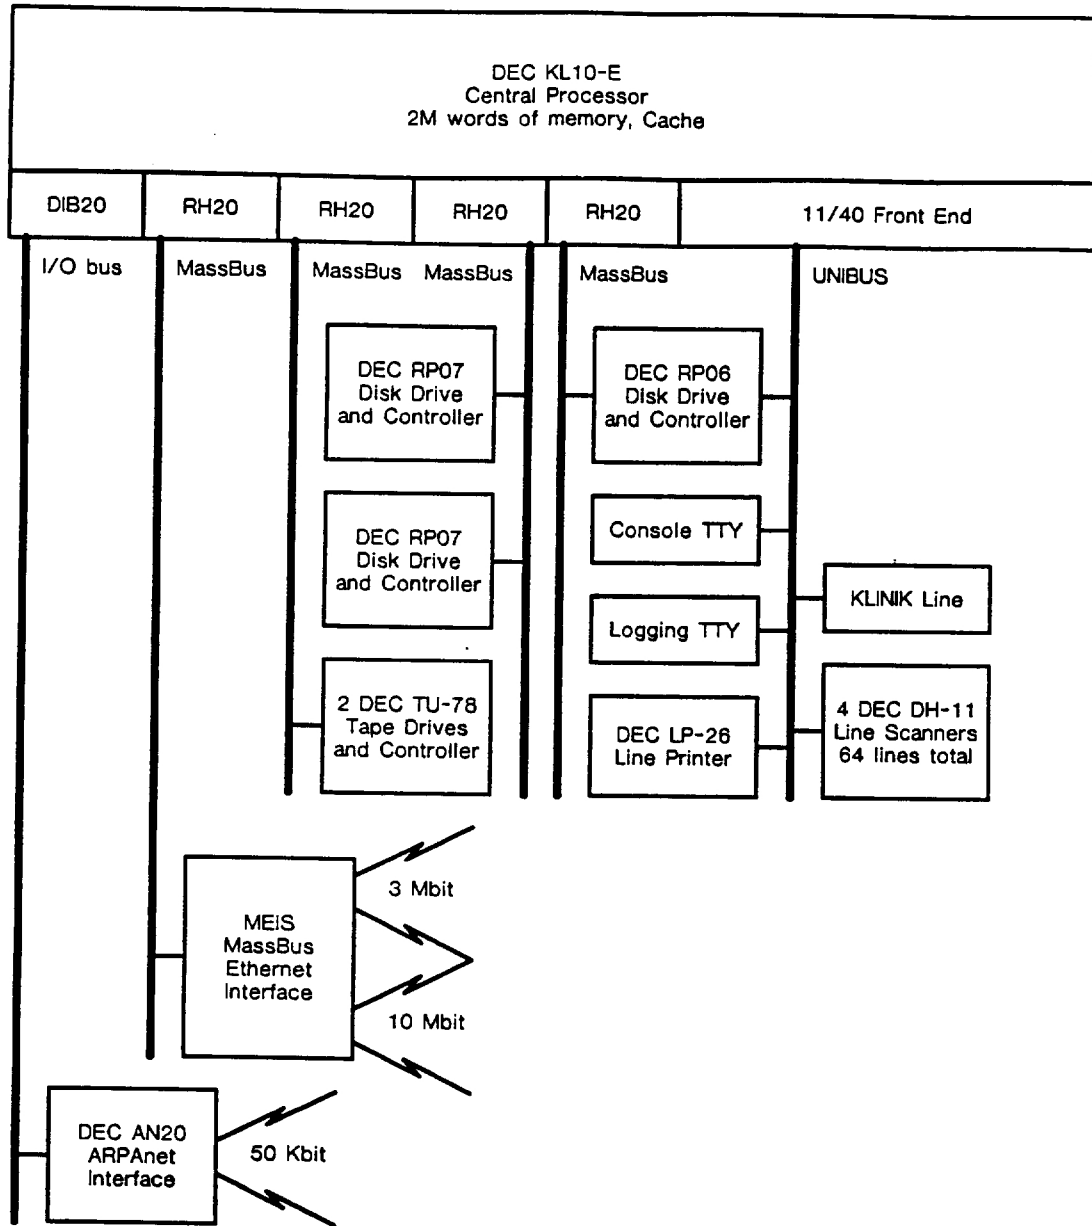 DEC KL10-E
Central Processor
2M words of memory, Cache
DIB20
RH20
RH20
RH20
RH20
11/40 Front End
I/O bus
MassBus
MassBus
MassBus
MassBus
UNIBUS
DEC RP07
Disk Drive
and Controller
DEC RP06
Disk Drive
and Controller
DEC RP07
Disk Drive
and Controller
Console TTY
KLINIK Line
Logging TTY
2 DEC TU-78
Tape Drives
and Controller
DEC LP-26
Line Printer
4 DEC DH-11
Line Scanners
64 lines total
MEIS
MassBus
Ethernet
Interface
3 Mbit
10 Mbit
DEC AN20
ARPAnet
Interface
50 Kbit